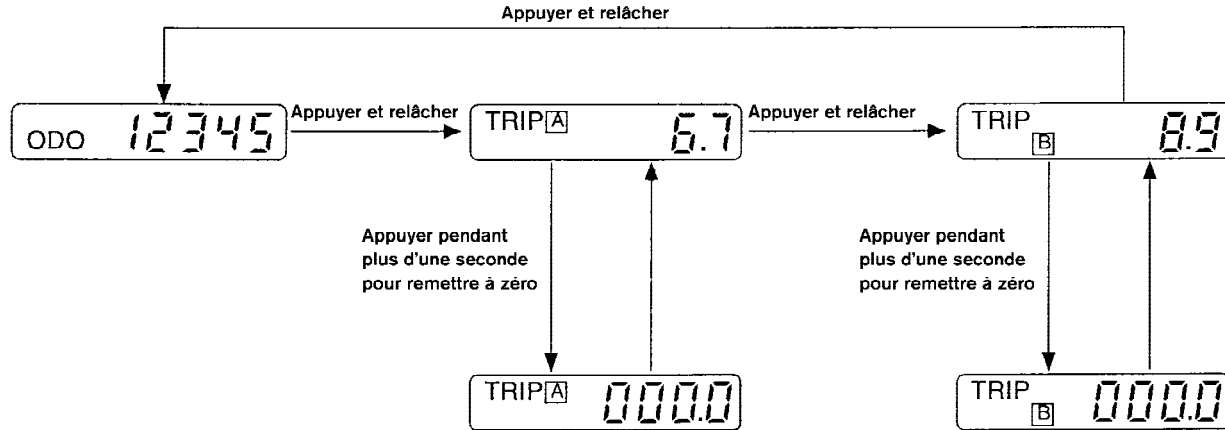 Appuyer et relâcher
ODO 12345
Appuyer et relâcher
TRIP A 6.7
Appuyer et relâcher
TRIP B 8.9
Appuyer pendant
plus d'une seconde
pour remettre à zéro
Appuyer pendant
plus d'une seconde
pour remettre à zéro
TRIP A 000.0
TRIP B 000.0